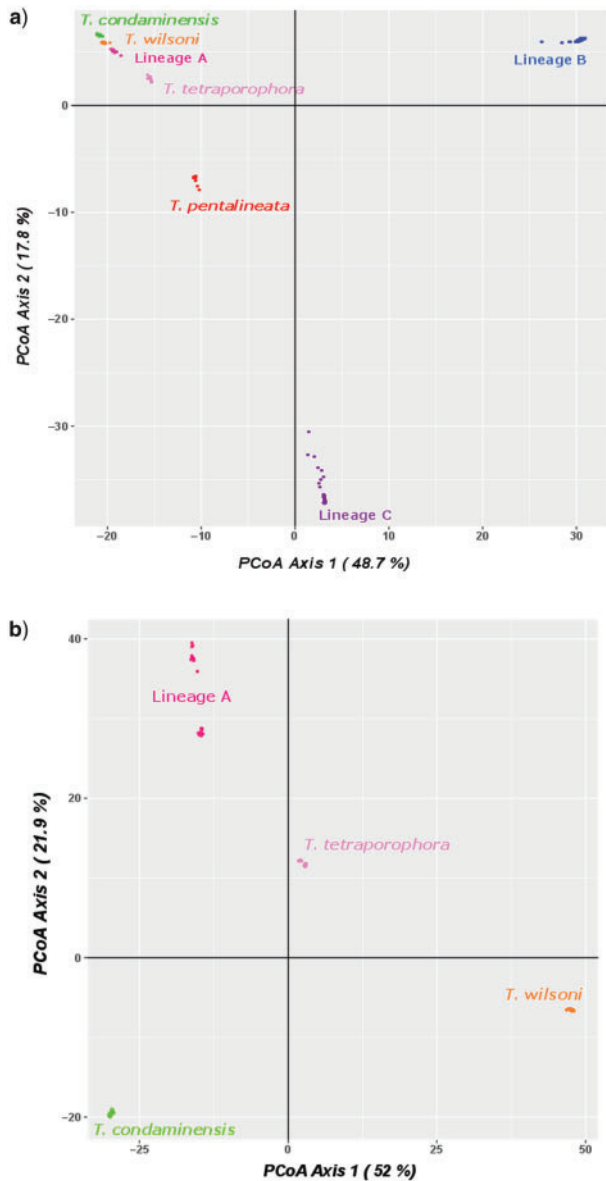 a)
T. condaminensis
T. wilsoni
Lineage A
Lineage B
T. tetraporophora
0
T. pentalineata
-10
-20
-30
Lineage C
-20
-10
0
10
20
30
PCoA Axis 2 ( 17.8 %)
PCoA Axis 1 ( 48.7 %)
b)
40
Lineage A
20
T. tetraporophora
0
T. wilsoni
-20
T. condaminensis
-25
0
25
50
PCoA Axis 2 ( 21.9 %)
PCoA Axis 1 ( 52 %)